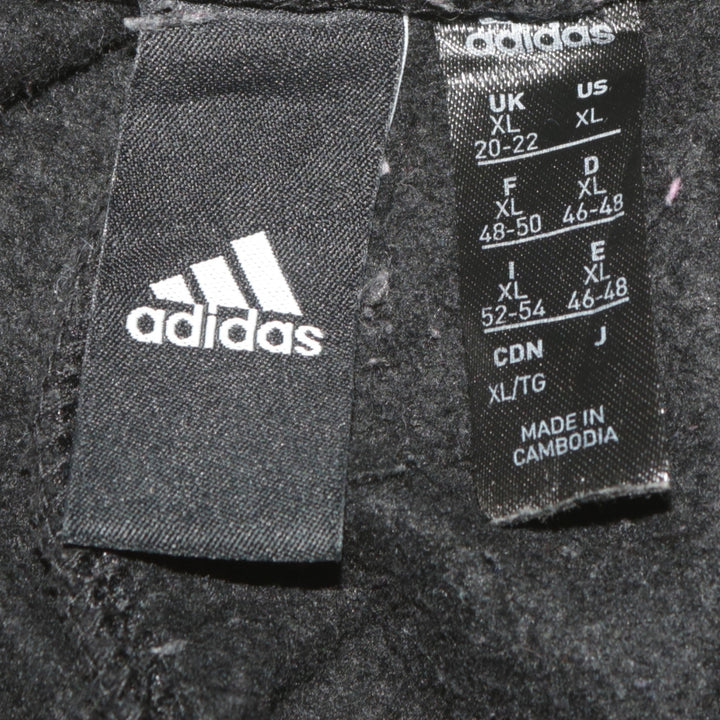 adidas
adidas
UK US
XL XL
20-22
F D
XL XL
48-50 46-48
I E
XL XL
52-54 46-48
CDN J
XL/TG
MADE IN
CAMBODIA